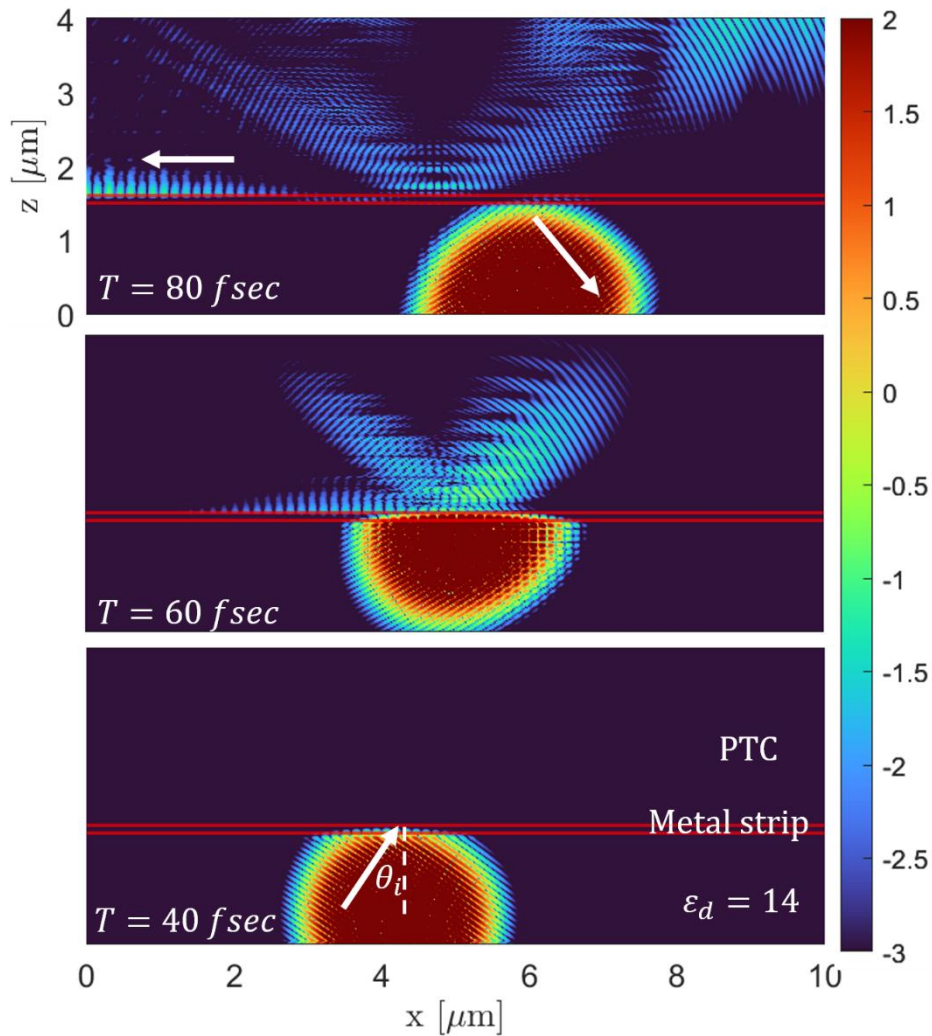 4
3
2
1
0
z [μm]
T = 80 fsec
T = 60 fsec
PTC
Metal strip
θᵢ
ε_d = 14
T = 40 fsec
0 2 4 6 8 10
x [μm]
2
1.5
1
0.5
0
-0.5
-1
-1.5
-2
-2.5
-3